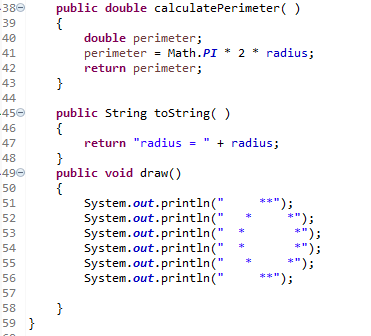 38 public double calculatePerimeter( )
39 {
40 double perimeter;
41 perimeter = Math.PI * 2 * radius;
42 return perimeter;
43 }
44
45 public String toString( )
46 {
47 return "radius = " + radius;
48 }
49 public void draw()
50 {
51 System.out.println("     **");
52 System.out.println("   *     *");
53 System.out.println("  *       *");
54 System.out.println("  *       *");
55 System.out.println("   *     *");
56 System.out.println("     **");
57
58 }
59 }